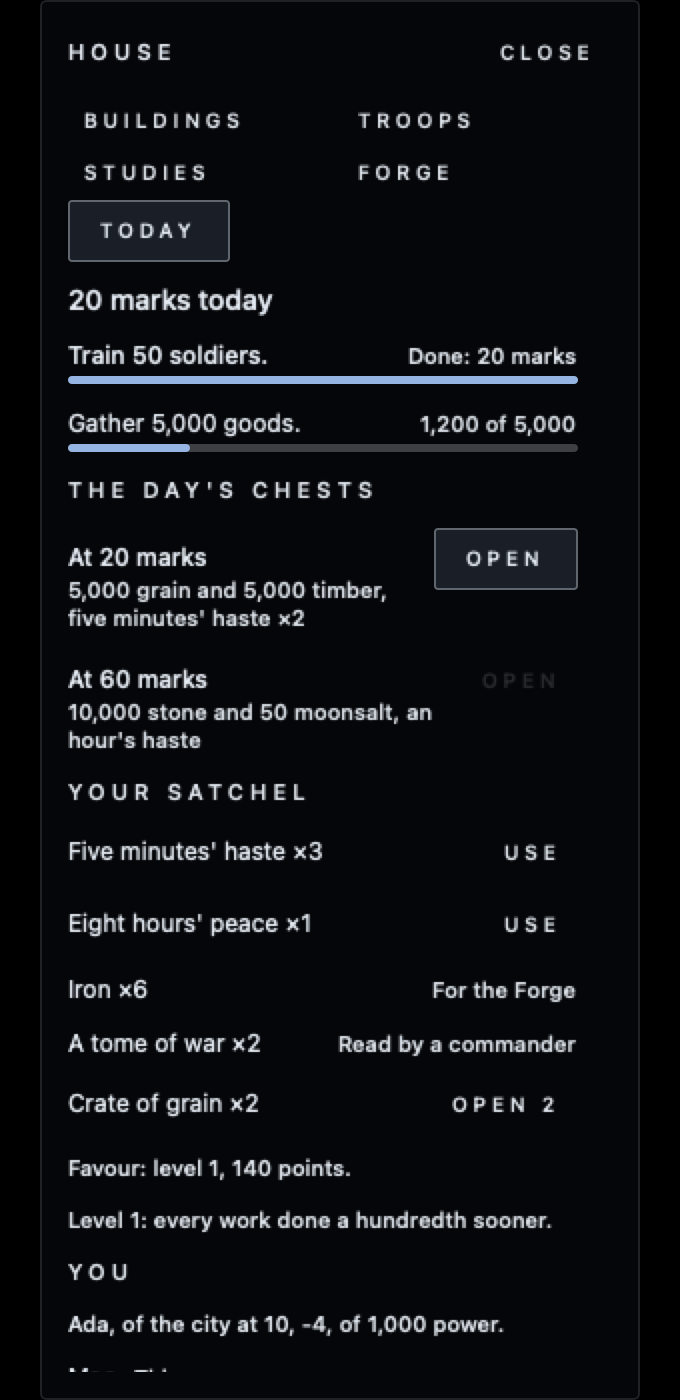 HOUSE
CLOSE
BUILDINGS
TROOPS
STUDIES
FORGE
TODAY
20 marks today
Train 50 soldiers.
Done: 20 marks
Gather 5,000 goods.
1,200 of 5,000
THE DAY'S CHESTS
At 20 marks
OPEN
5,000 grain and 5,000 timber,
five minutes' haste ×2
At 60 marks
OPEN
10,000 stone and 50 moonsalt, an
hour's haste
YOUR SATCHEL
Five minutes' haste ×3
USE
Eight hours' peace ×1
USE
Iron ×6
For the Forge
A tome of war ×2
Read by a commander
Crate of grain ×2
OPEN 2
Favour: level 1, 140 points.
Level 1: every work done a hundredth sooner.
YOU
Ada, of the city at 10, -4, of 1,000 power.